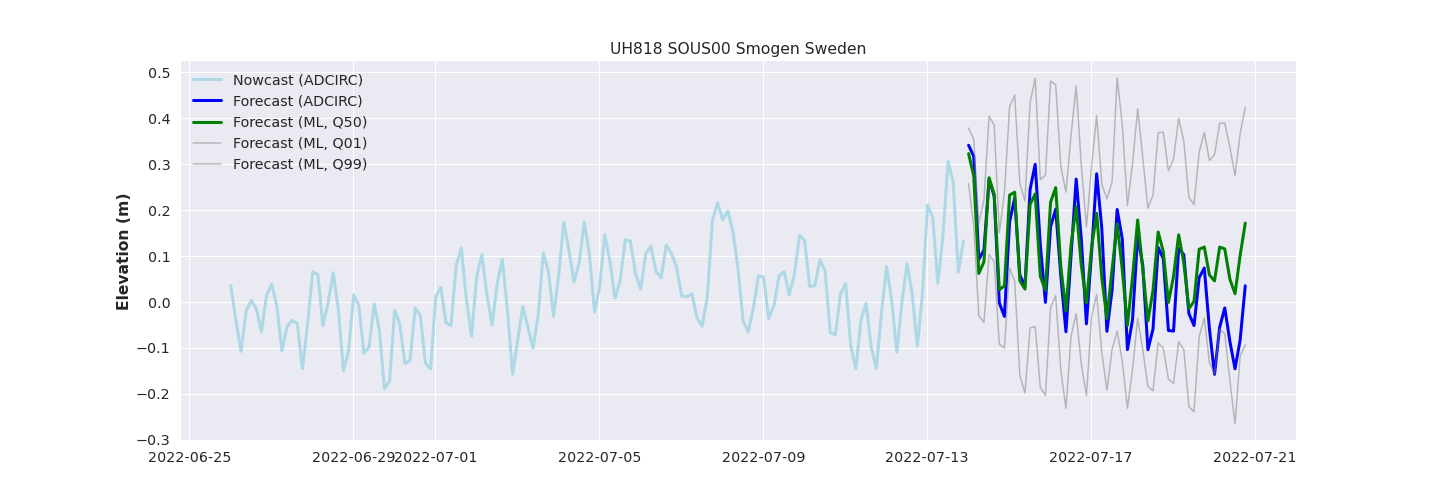 UH818 SOUS00 Smogen Sweden
Nowcast (ADCIRC)
Forecast (ADCIRC)
Forecast (ML, Q50)
Forecast (ML, Q01)
Forecast (ML, Q99)
Elevation (m)
0.5
0.4
0.3
0.2
0.1
0.0
−0.1
−0.2
−0.3
2022-06-25 2022-06-29 2022-07-01 2022-07-05 2022-07-09 2022-07-13 2022-07-17 2022-07-21